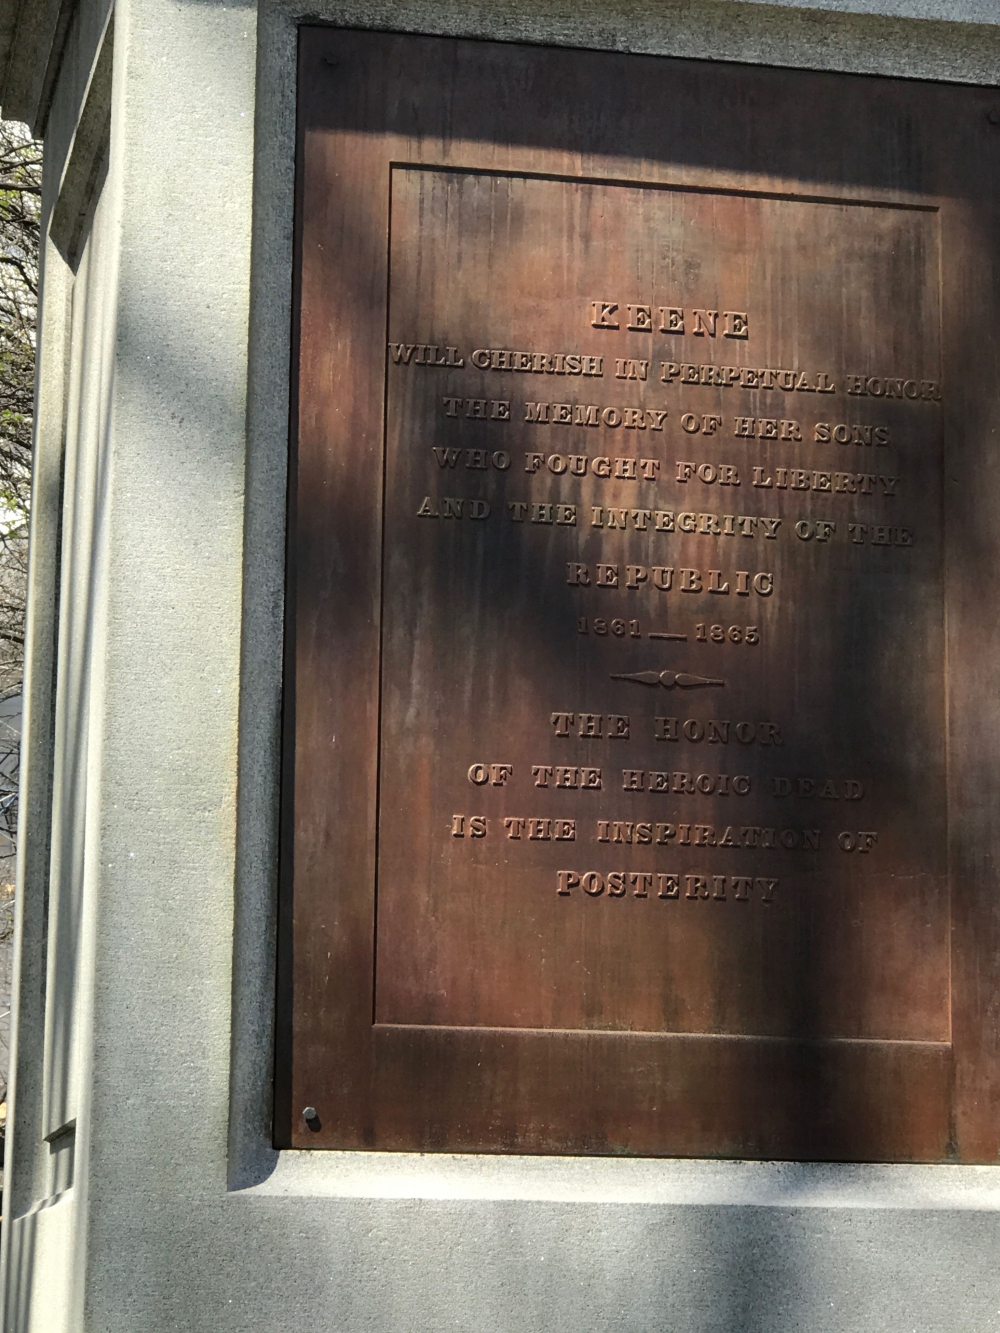 KEENE
WILL CHERISH IN PERPETUAL HONOR
THE MEMORY OF HER SONS
WHO FOUGHT FOR LIBERTY
AND THE INTEGRITY OF THE
REPUBLIC
1861 — 1865
THE HONOR
OF THE HEROIC DEAD
IS THE INSPIRATION OF
POSTERITY